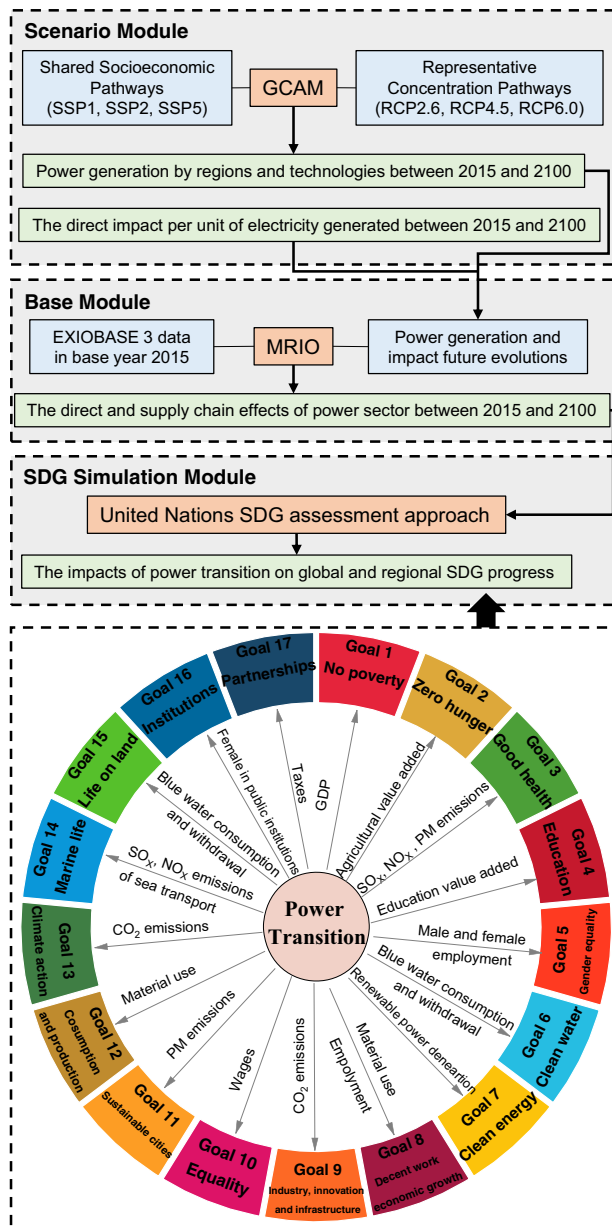 Scenario Module
Shared Socioeconomic
Pathways
(SSP1, SSP2, SSP5)
GCAM
Representative
Concentration Pathways
(RCP2.6, RCP4.5, RCP6.0)
Power generation by regions and technologies between 2015 and 2100
The direct impact per unit of electricity generated between 2015 and 2100
Base Module
EXIOBASE 3 data
in base year 2015
MRIO
Power generation and
impact future evolutions
The direct and supply chain effects of power sector between 2015 and 2100
SDG Simulation Module
United Nations SDG assessment approach
The impacts of power transition on global and regional SDG progress
Goal 1
No poverty
Goal 2
Zero hunger
Goal 3
Good health
Goal 4
Education
Goal 5
Gender equality
Goal 6
Clean water
Goal 7
Clean energy
Goal 8
Decent work
economic growth
Goal 9
Industry, innovation
and infrastructure
Goal 10
Equality
Goal 11
Sustainable cities
Goal 12
Cosumption
and production
Goal 13
Climate action
Goal 14
Marine life
Goal 15
Life on land
Goal 16
Institutions
Goal 17
Partnerships
Power
Transition
GDP
Agricultural value added
SOₓ, NOₓ , PM emissions
Education value added
Male and female
employment
Blue water consumption
and withdrawal
Renewable power deneartion
Material use
Empolyment
CO₂ emissions
Wages
PM emissions
Material use
CO₂ emissions
SOₓ, NOₓ emissions
of sea transport
Blue water consumption
and withdrawal
Female in public institutions
Taxes